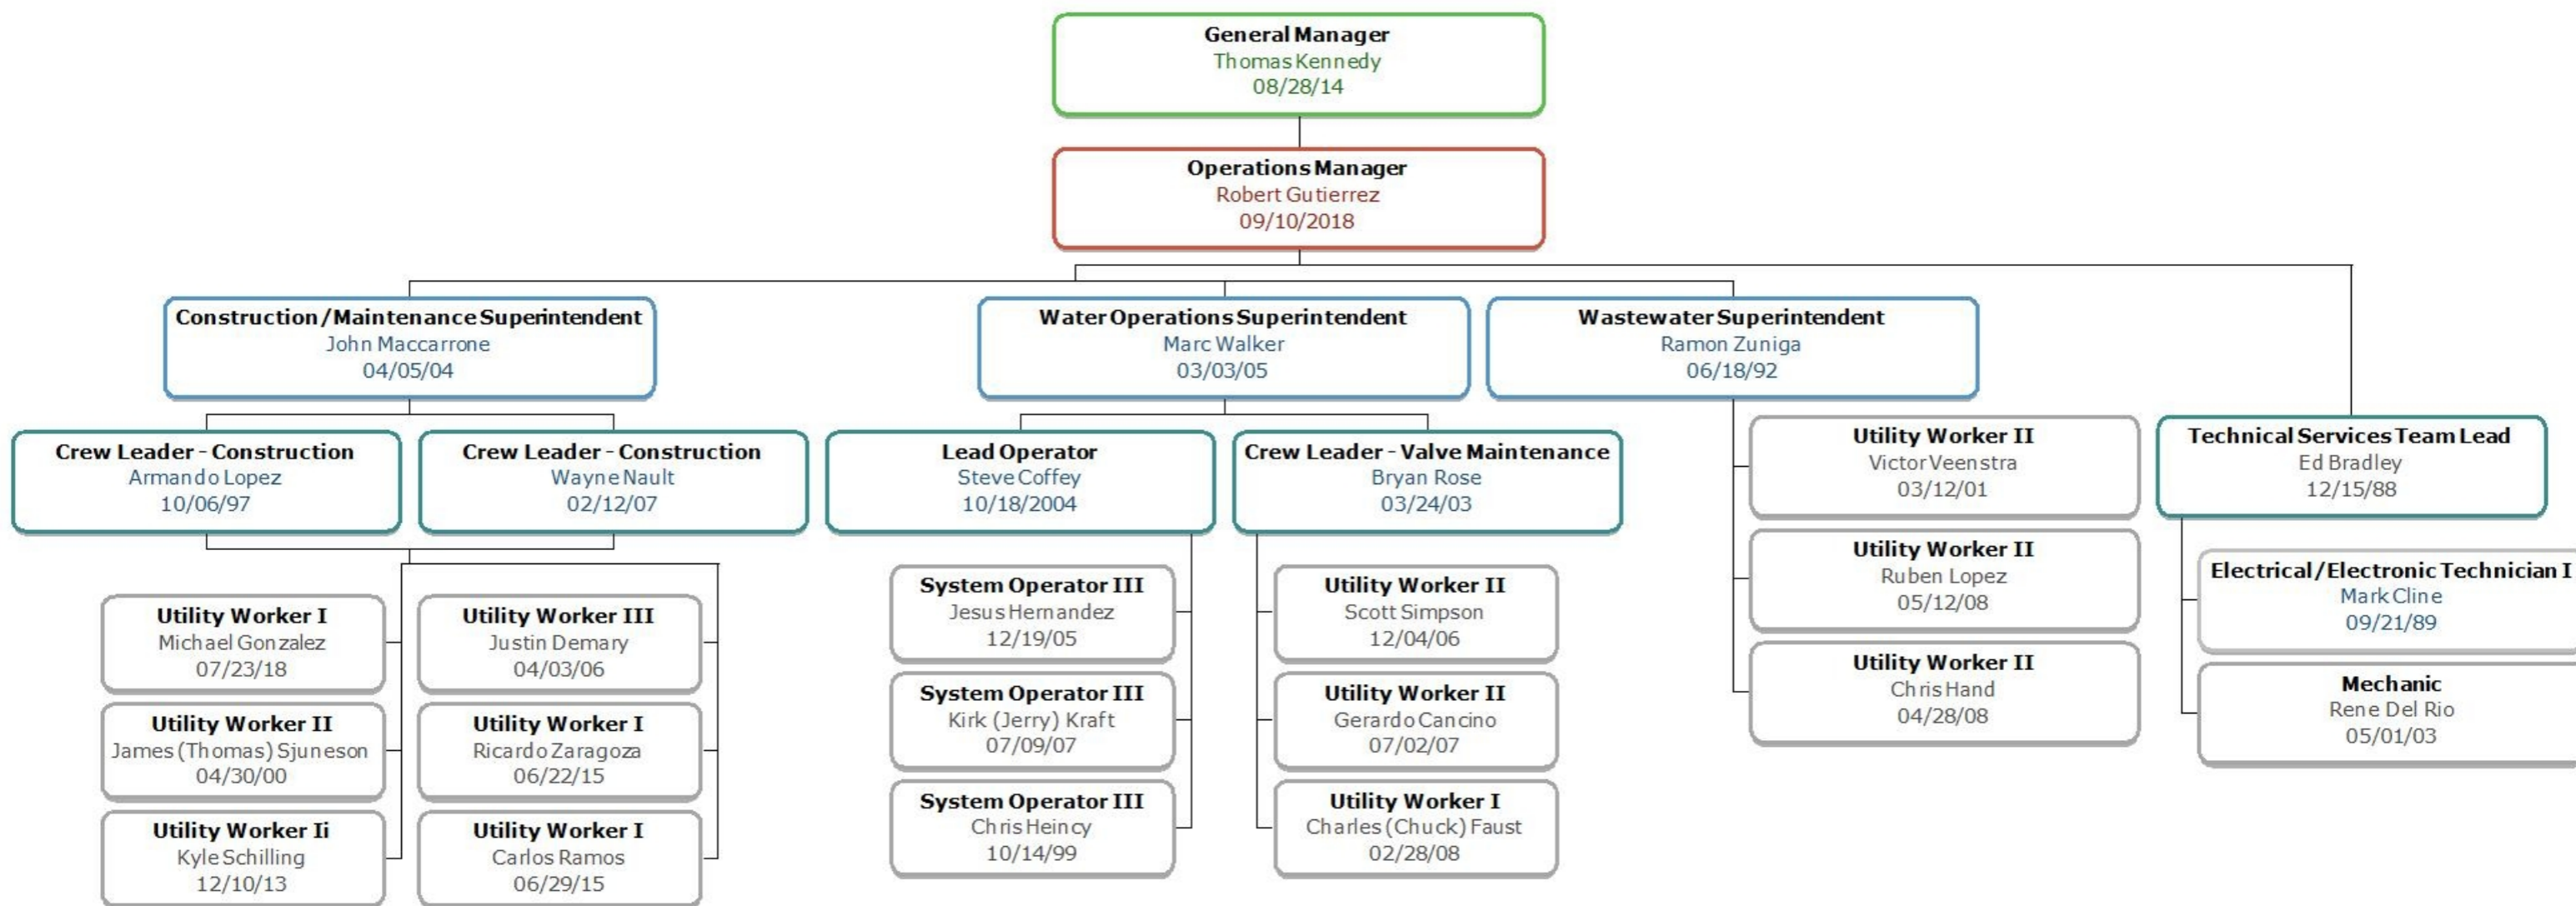 General Manager
Thomas Kennedy
08/28/14
Operations Manager
Robert Gutierrez
09/10/2018
Construction/Maintenance Superintendent
John Maccarrone
04/05/04
Water Operations Superintendent
Marc Walker
03/03/05
Wastewater Superintendent
Ramon Zuniga
06/18/92
Crew Leader - Construction
Armando Lopez
10/06/97
Crew Leader - Construction
Wayne Nault
02/12/07
Lead Operator
Steve Coffey
10/18/2004
Crew Leader - Valve Maintenance
Bryan Rose
03/24/03
Utility Worker II
Victor Veenstra
03/12/01
Technical Services Team Lead
Ed Bradley
12/15/88
Utility Worker II
Ruben Lopez
05/12/08
Utility Worker II
Chris Hand
04/28/08
Electrical/Electronic Technician I
Mark Cline
09/21/89
Mechanic
Rene Del Rio
05/01/03
Utility Worker I
Michael Gonzalez
07/23/18
Utility Worker II
James (Thomas) Sjuneson
04/30/00
Utility Worker Ii
Kyle Schilling
12/10/13
Utility Worker III
Justin Demary
04/03/06
Utility Worker I
Ricardo Zaragoza
06/22/15
Utility Worker I
Carlos Ramos
06/29/15
System Operator III
Jesus Hernandez
12/19/05
System Operator III
Kirk (Jerry) Kraft
07/09/07
System Operator III
Chris Heincy
10/14/99
Utility Worker II
Scott Simpson
12/04/06
Utility Worker II
Gerardo Cancino
07/02/07
Utility Worker I
Charles (Chuck) Faust
02/28/08